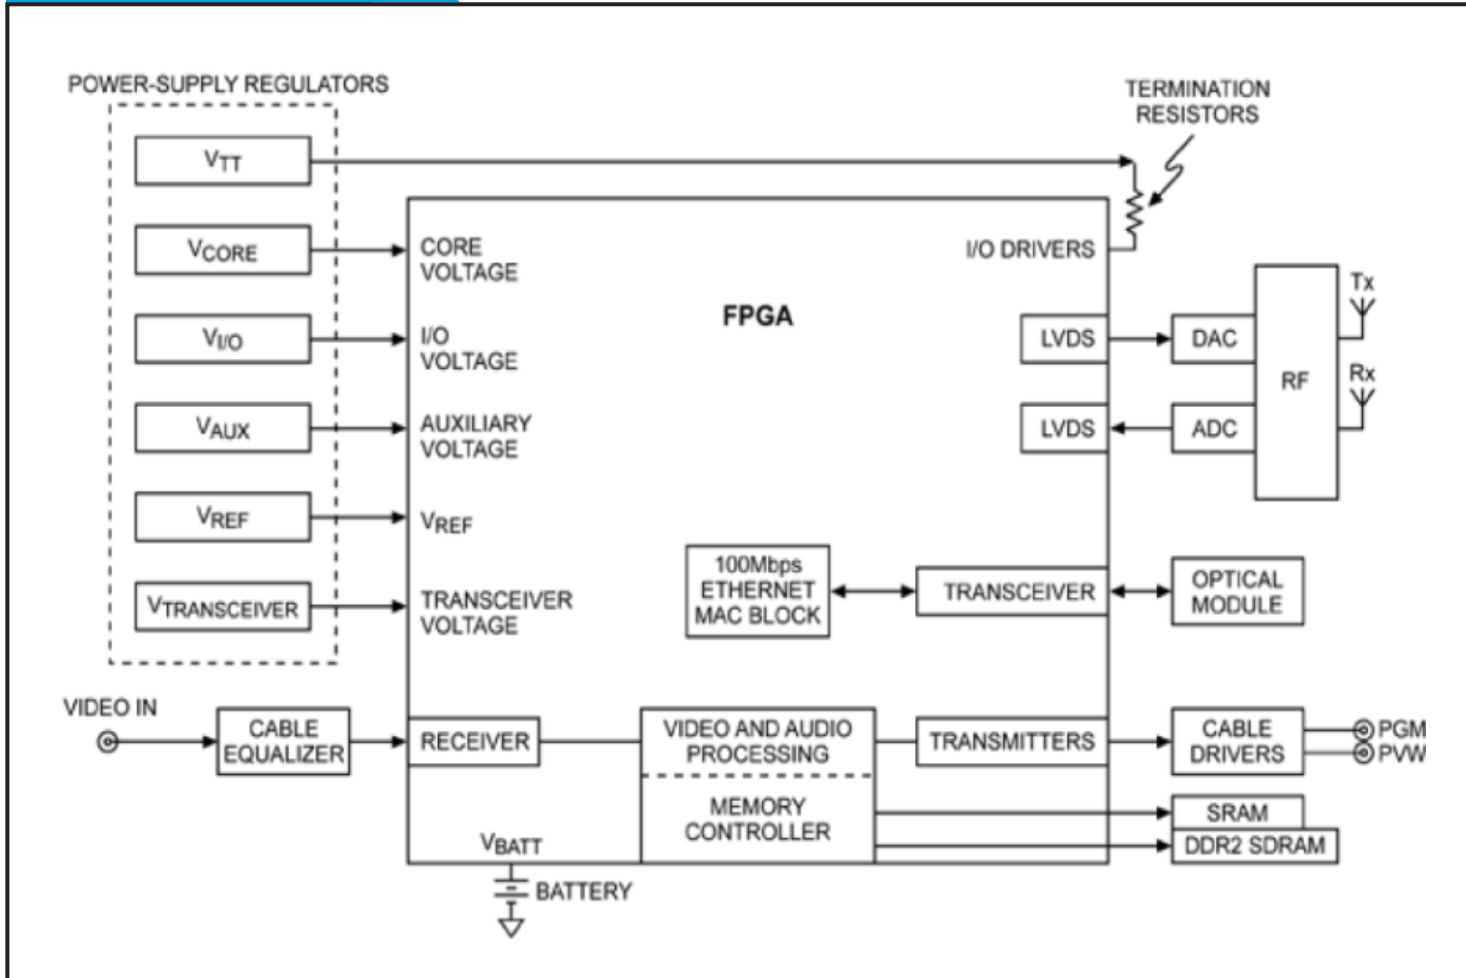 POWER-SUPPLY REGULATORS
VTT
VCORE
VI/O
VAUX
VREF
VTRANSCEIVER
TERMINATION
RESISTORS
CORE
VOLTAGE
I/O
VOLTAGE
AUXILIARY
VOLTAGE
VREF
TRANSCEIVER
VOLTAGE
FPGA
I/O DRIVERS
LVDS
DAC
LVDS
ADC
RF
Tx
Rx
100Mbps
ETHERNET
MAC BLOCK
TRANSCEIVER
OPTICAL
MODULE
VIDEO IN
CABLE
EQUALIZER
RECEIVER
VIDEO AND AUDIO
PROCESSING
MEMORY
CONTROLLER
TRANSMITTERS
CABLE
DRIVERS
PGM
PVW
SRAM
DDR2 SDRAM
VBATT
BATTERY